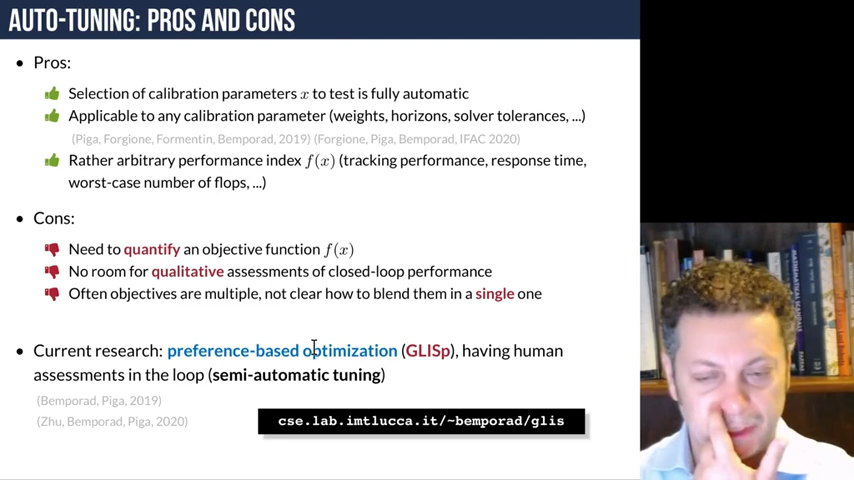 AUTO-TUNING: PROS AND CONS
• Pros:
Selection of calibration parameters x to test is fully automatic
Applicable to any calibration parameter (weights, horizons, solver tolerances, ...)
(Piga, Forgione, Formentin, Bemporad, 2019) (Forgione, Piga, Bemporad, IFAC 2020)
Rather arbitrary performance index f(x) (tracking performance, response time,
worst-case number of flops, ...)
• Cons:
Need to quantify an objective function f(x)
No room for qualitative assessments of closed-loop performance
Often objectives are multiple, not clear how to blend them in a single one
• Current research: preference-based optimization (GLISp), having human
assessments in the loop (semi-automatic tuning)
(Bemporad, Piga, 2019)
(Zhu, Bemporad, Piga, 2020)
cse.lab.imtlucca.it/~bemporad/glis